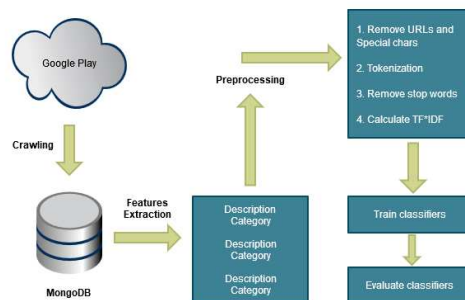 Google Play
Crawling
MongoDB
Features
Extraction
Description
Category
Description
Category
Description
Category
Preprocessing
1. Remove URLs and
Special chars
2. Tokenization
3. Remove stop words
4. Calculate TF*IDF
Train classifiers
Evaluate classifiers